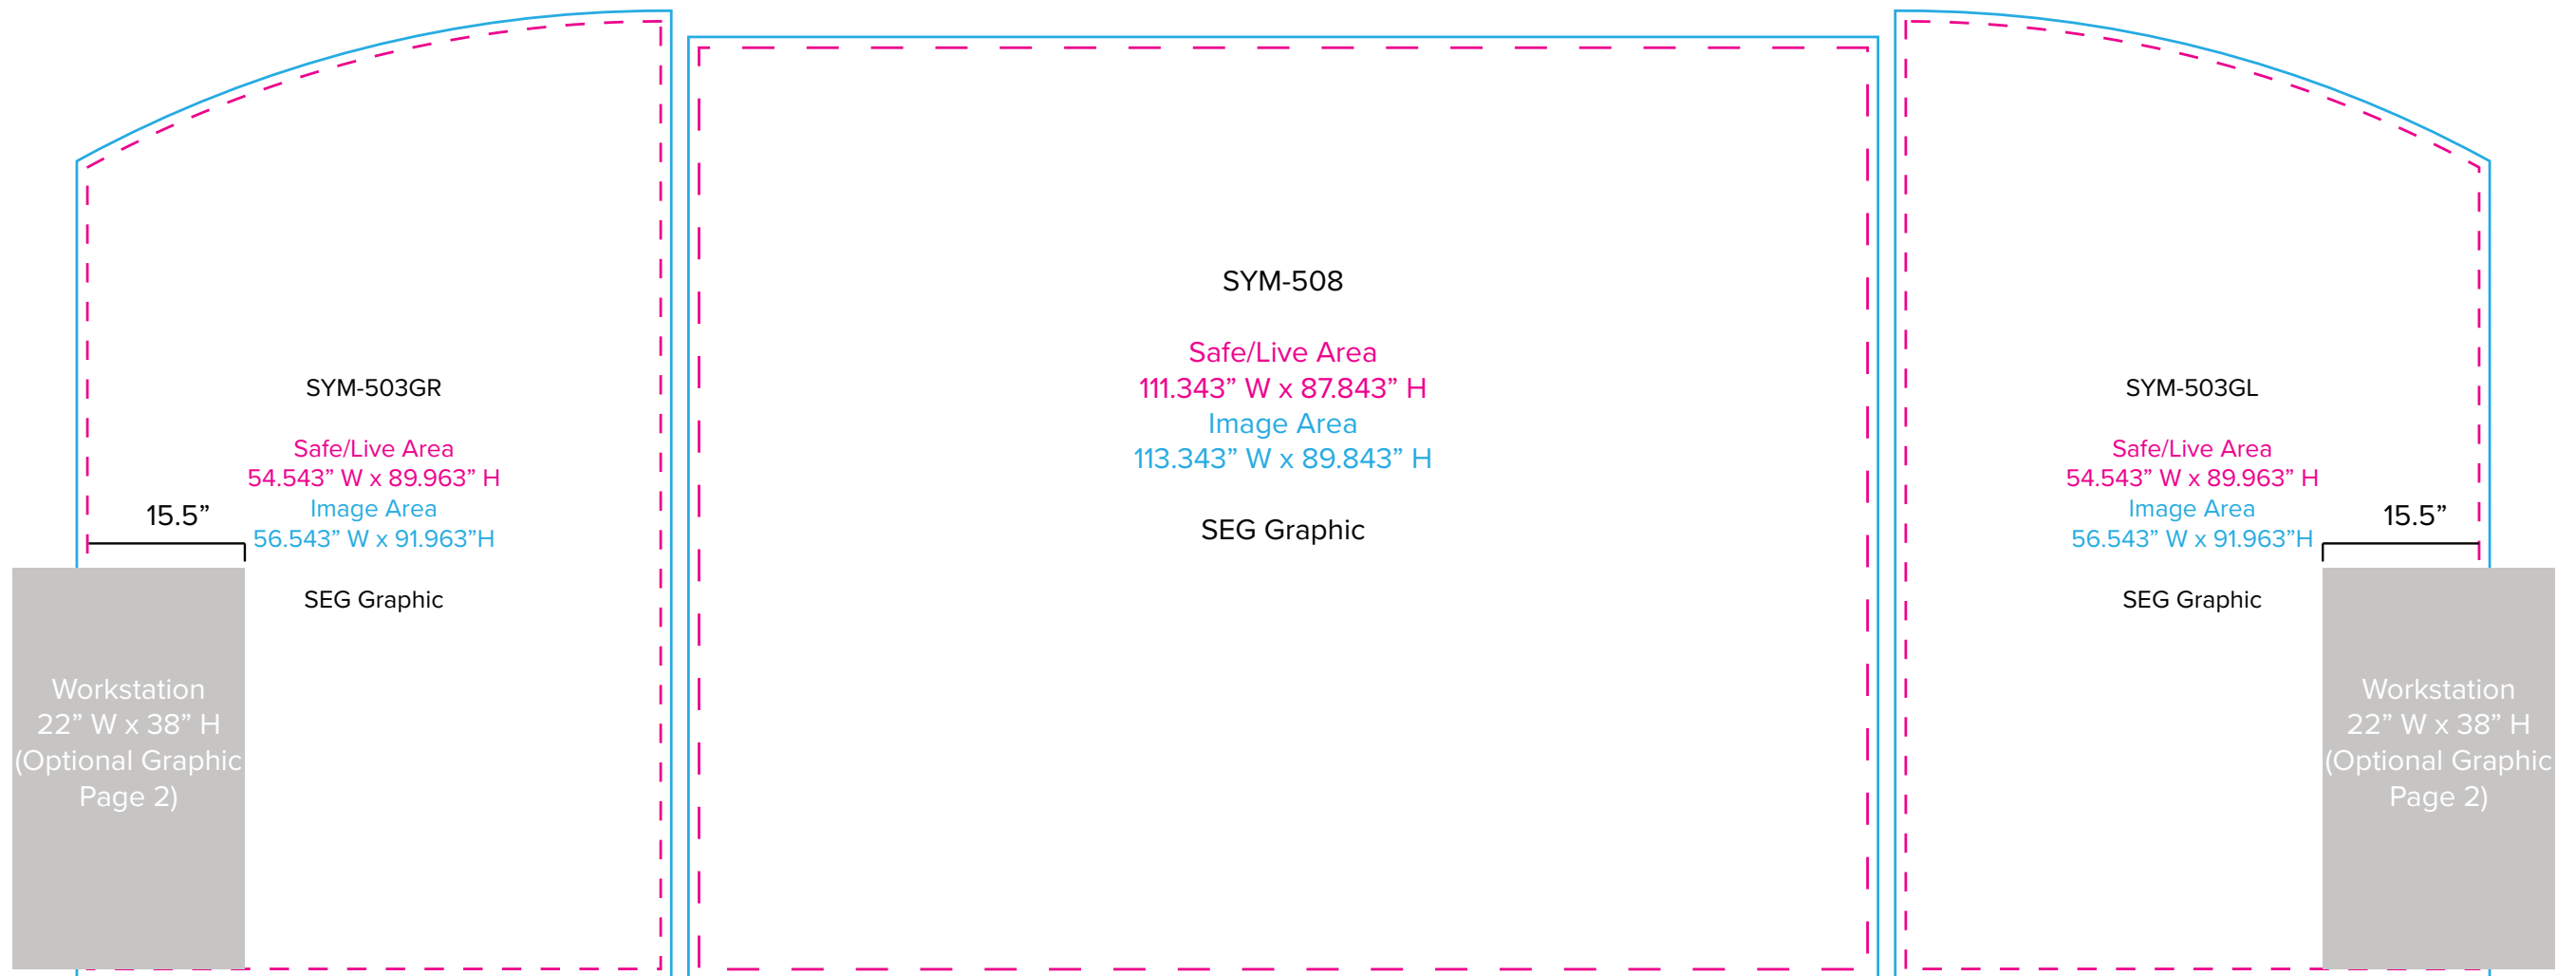 SYM-503GR
Safe/Live Area
54.543” W x 89.963” H
Image Area
56.543” W x 91.963”H
SEG Graphic
15.5”
Workstation
22” W x 38” H
(Optional Graphic
Page 2)
SYM-508
Safe/Live Area
111.343” W x 87.843” H
Image Area
113.343” W x 89.843” H
SEG Graphic
SYM-503GL
Safe/Live Area
54.543” W x 89.963” H
Image Area
56.543” W x 91.963”H
SEG Graphic
15.5”
Workstation
22” W x 38” H
(Optional Graphic
Page 2)